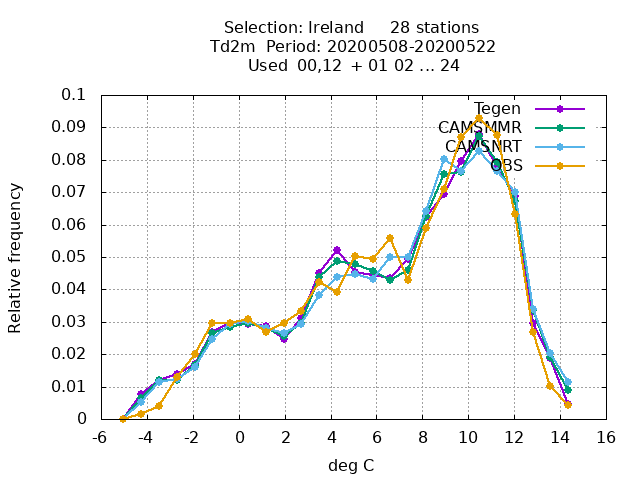 Selection: Ireland 28 stations
Td2m Period: 20200508-20200522
Used 00,12 + 01 02 ... 24
Relative frequency
0.1
0.09
0.08
0.07
0.06
0.05
0.04
0.03
0.02
0.01
0
Tegen
CAMSMMR
CAMSNRT
OBS
-6 -4 -2 0 2 4 6 8 10 12 14 16
deg C